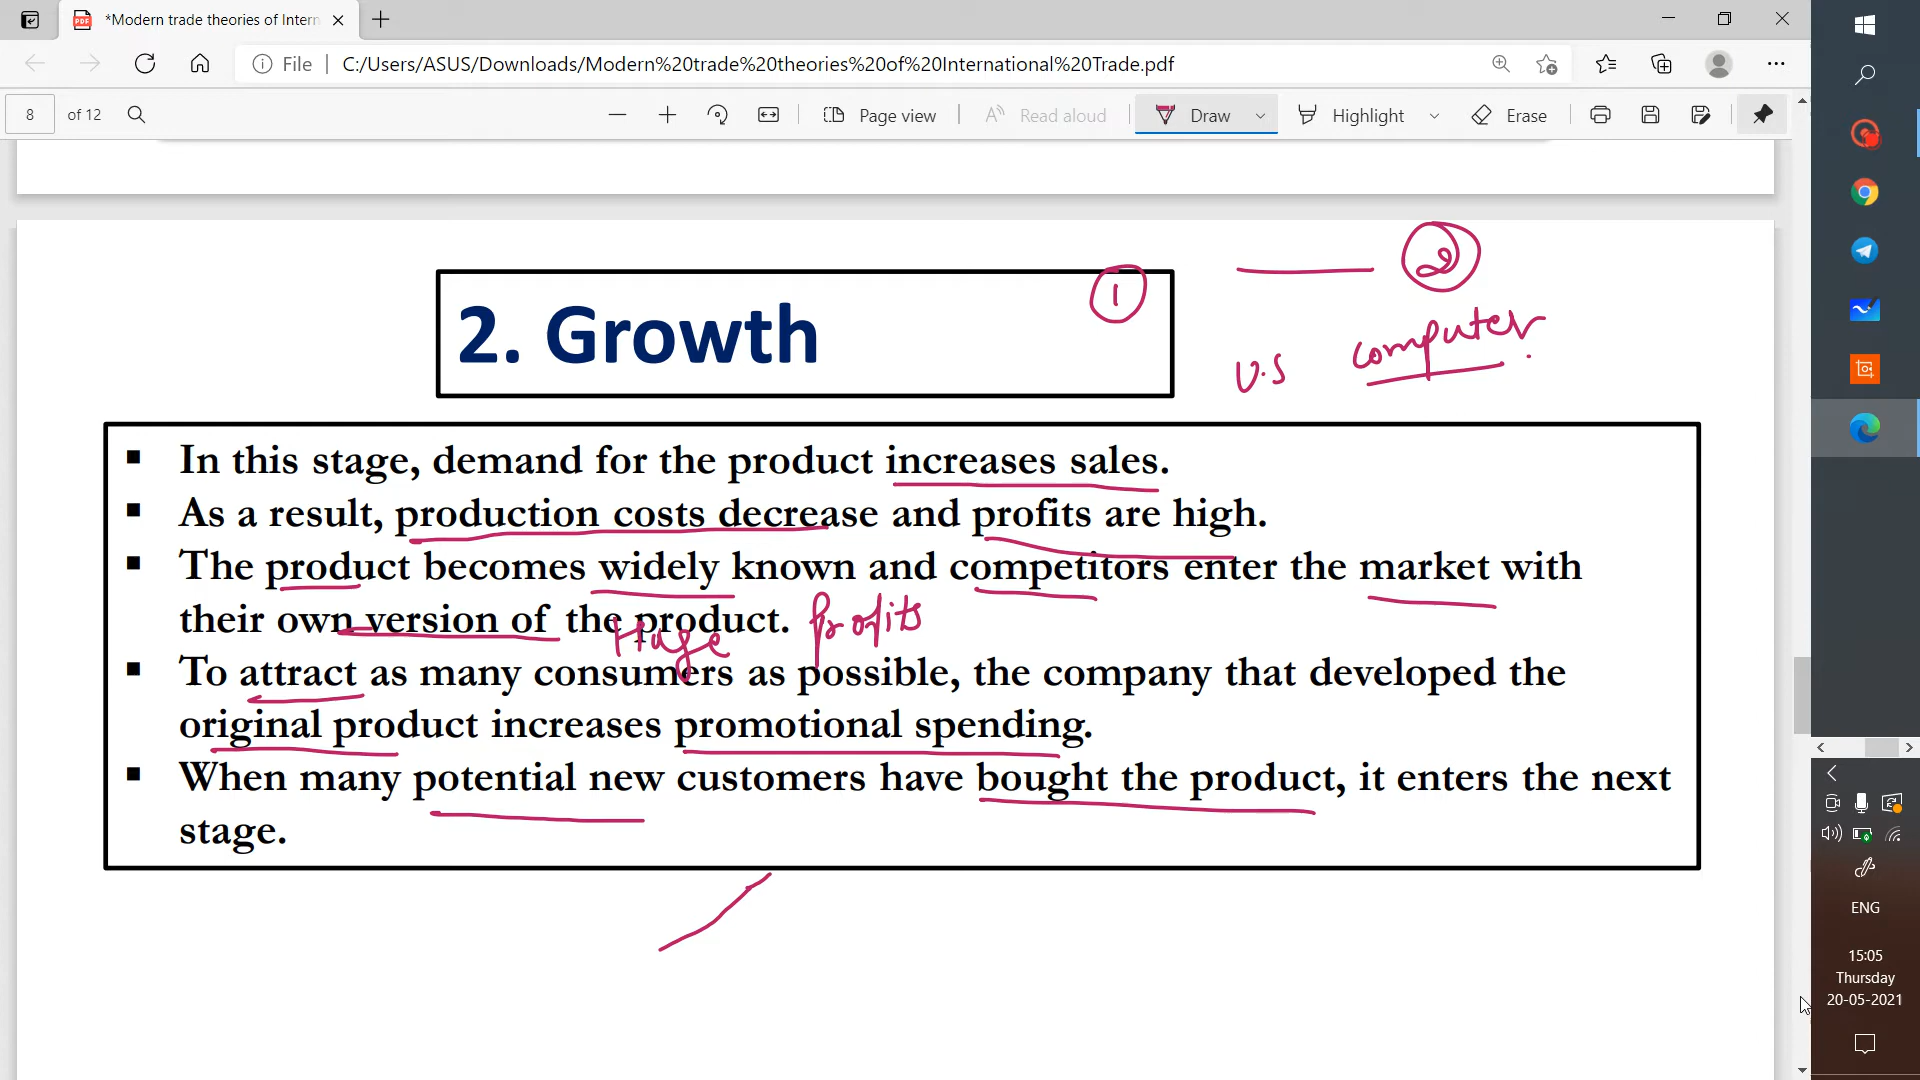 *Modern trade theories of Intern
File
C:/Users/ASUS/Downloads/Modern%20trade%20theories%20of%20International%20Trade.pdf
8 of 12
Page view
Read aloud
Draw
Highlight
Erase
1
2
2. Growth
U.S computer
▪ In this stage, demand for the product increases sales.
▪ As a result, production costs decrease and profits are high.
▪ The product becomes widely known and competitors enter the market with
their own version of the product.
Huge profits
▪ To attract as many consumers as possible, the company that developed the
original product increases promotional spending.
▪ When many potential new customers have bought the product, it enters the next
stage.
ENG
15:05
Thursday
20-05-2021